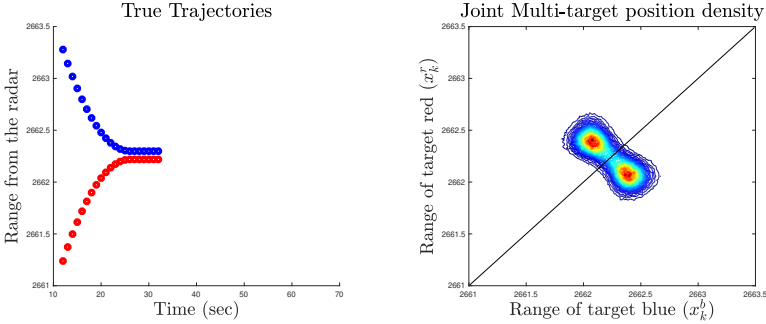 True Trajectories
Range from the radar
2663.5
2663
2662.5
2662
2661.5
2661
10 20 30 40 50 60 70
Time (sec)
Joint Multi-target position density
Range of target red (x_k^r)
2663.5
2663
2662.5
2662
2661.5
2661
2661 2661.5 2662 2662.5 2663 2663.5
Range of target blue (x_k^b)